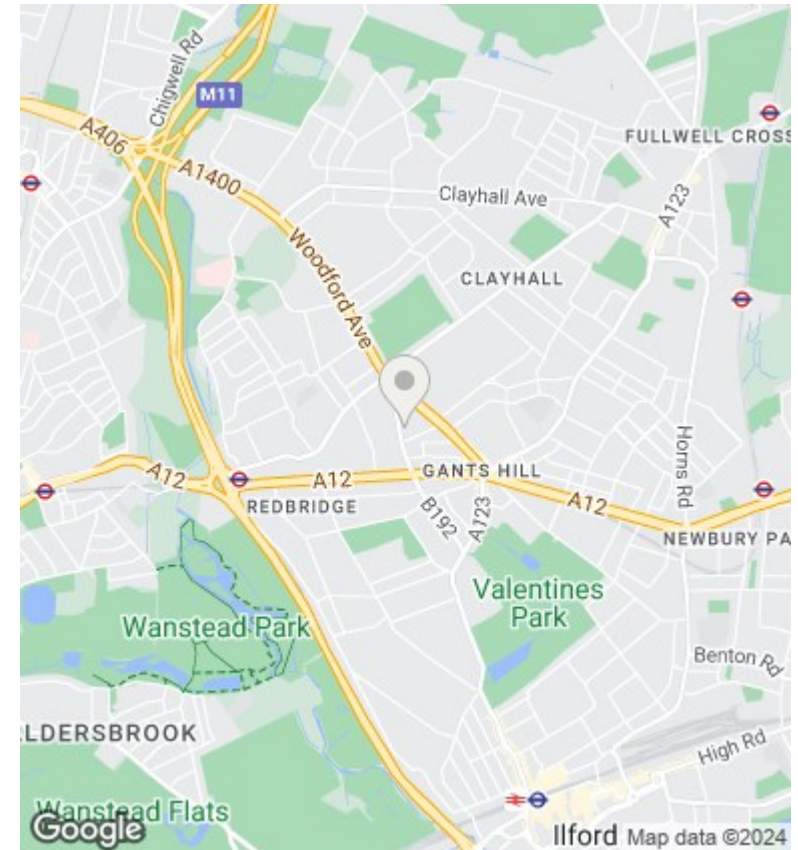 Chigwell Rd
M11
A406
FULLWELL CROSS
A1400
Clayhall Ave
A123
Woodford Ave
CLAYHALL
Horns Rd
A12
A12
GANTS HILL
REDBRIDGE
B192
A123
A12
NEWBURY PA
Valentines
Park
Wanstead Park
Benton Rd
LDERSBROOK
High Rd
Wanstead Flats
Google
Ilford
Map data ©2024